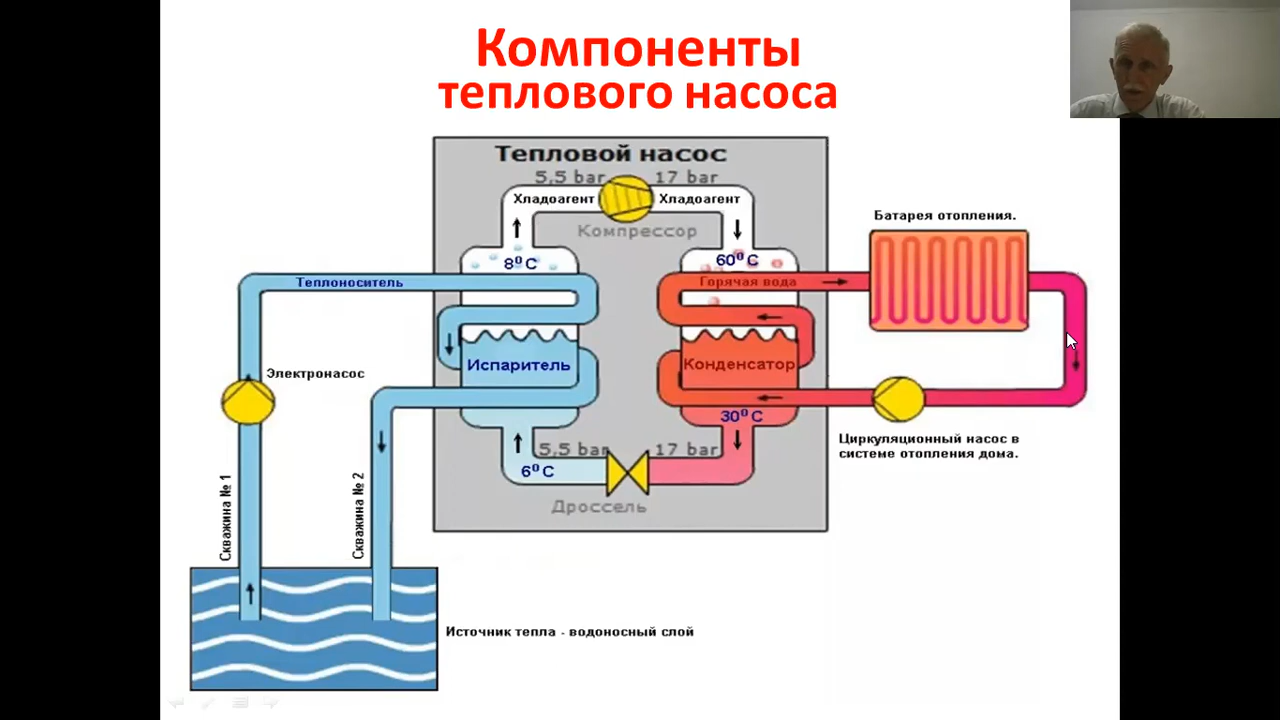 Компоненты
теплового насоса
Тепловой насос
5,5 bar
17 bar
Хладоагент
Хладоагент
Компрессор
8⁰ C
60⁰ C
Батарея отопления.
Теплоноситель
Горячая вода
Электронасос
Испаритель
Конденсатор
30⁰ C
Циркуляционный насос в
системе отопления дома.
5,5 bar
17 bar
6⁰ C
Дроссель
Скважина № 1
Скважина № 2
Источник тепла - водоносный слой